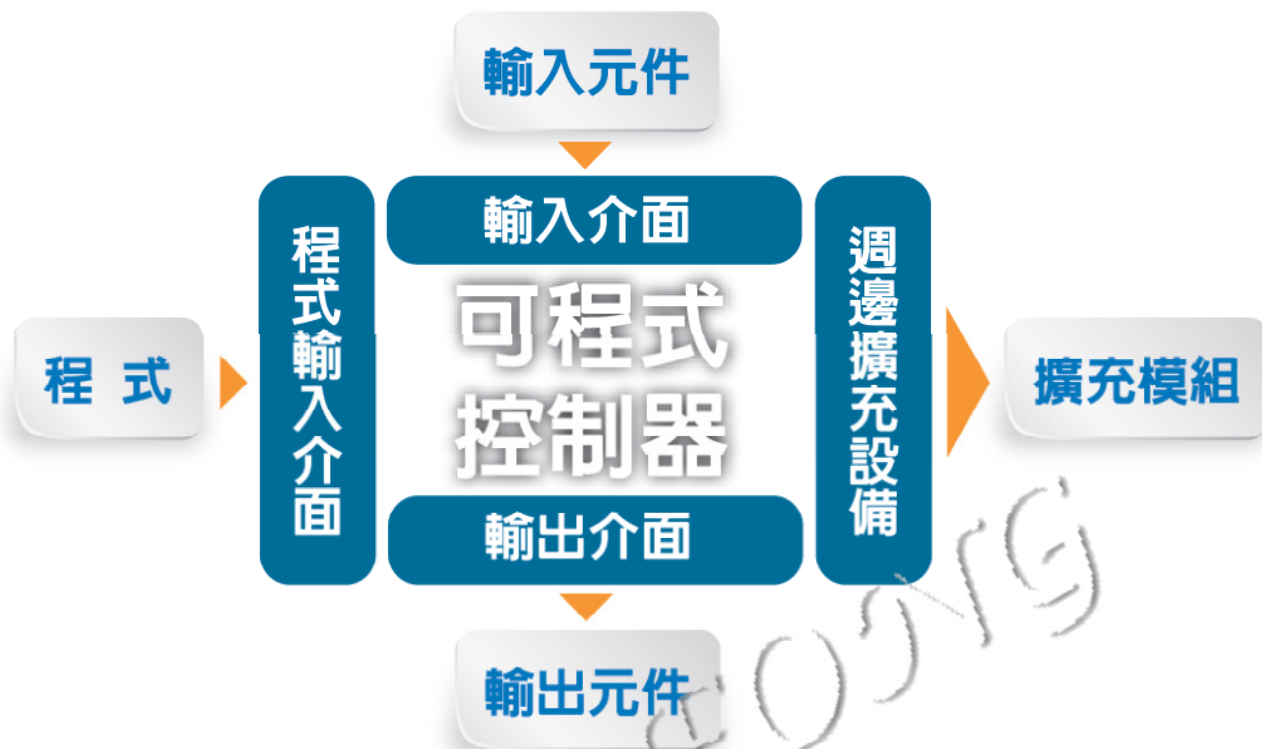 輸入元件
輸入介面
程式輸入介面
可程式
控制器
週邊擴充設備
程 式
擴充模組
輸出介面
輸出元件